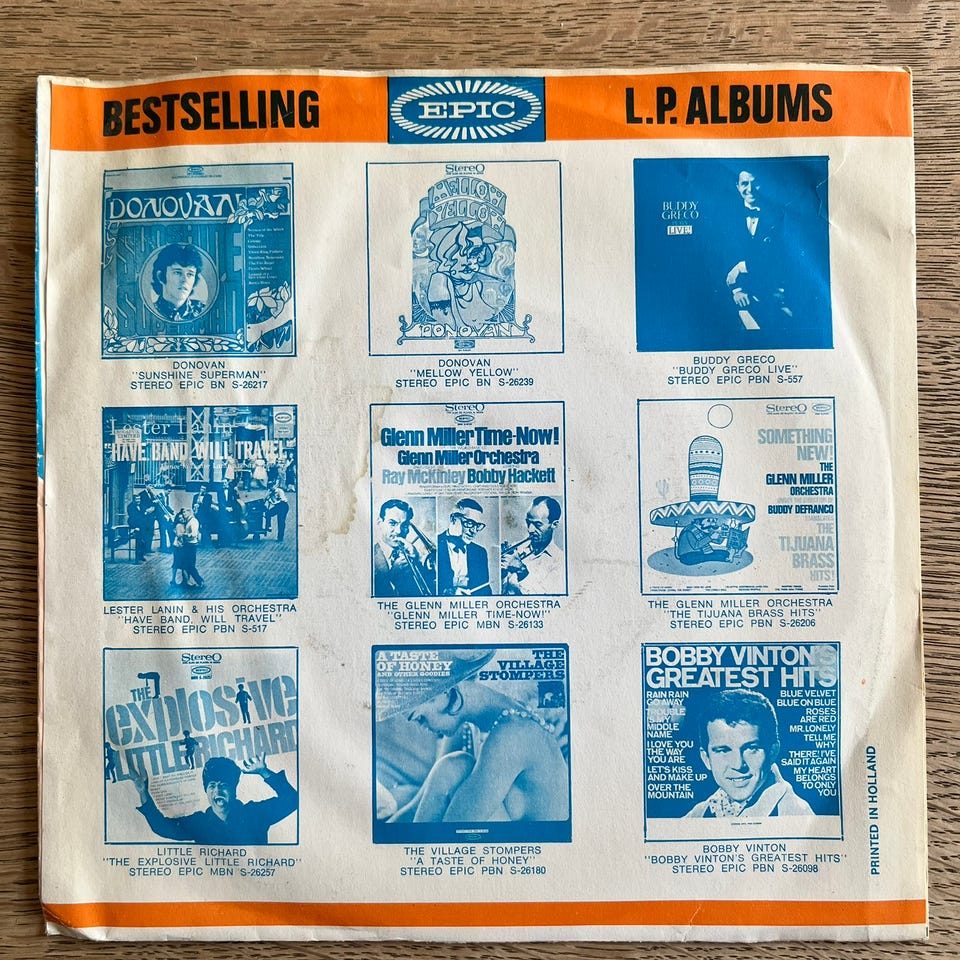 BESTSELLING
EPIC
L.P. ALBUMS
DONOVAN
DONOVAN
"SUNSHINE SUPERMAN"
STEREO EPIC BN S-26217
StereO
MELLOW
YELLOW
DONOVAN
DONOVAN
"MELLOW YELLOW"
STEREO EPIC BN S-26239
BUDDY
GRECO
LIVE!
BUDDY GRECO
"BUDDY GRECO LIVE"
STEREO EPIC PBN S-557
Lester Lanin
"HAVE BAND, WILL TRAVEL"
LESTER LANIN & HIS ORCHESTRA
"HAVE BAND, WILL TRAVEL"
STEREO EPIC PBN S-517
StereO
Glenn Miller Time-Now!
Glenn Miller Orchestra
Ray McKinley Bobby Hackett
THE GLENN MILLER ORCHESTRA
"GLENN MILLER TIME-NOW!"
STEREO EPIC MBN S-26133
StereO
SOMETHING
NEW!
THE
GLENN MILLER
ORCHESTRA
UNDER THE DIRECTION OF
BUDDY DEFRANCO
TRANSLATES
THE
TIJUANA
BRASS
HITS!
THE GLENN MILLER ORCHESTRA
"THE TIJUANA BRASS HITS"
STEREO EPIC PBN S-26206
StereO
THE
explosive
LITTLE RICHARD
LITTLE RICHARD
"THE EXPLOSIVE LITTLE RICHARD"
STEREO EPIC MBN S-26257
A TASTE
OF HONEY
AND OTHER GOODIES
THE
VILLAGE
STOMPERS
THE VILLAGE STOMPERS
"A TASTE OF HONEY"
STEREO EPIC PBN S-26180
BOBBY VINTON'S
GREATEST HITS
RAIN RAIN
GO AWAY
TROUBLE
IS MY
MIDDLE
NAME
I LOVE YOU
THE WAY
YOU ARE
LET'S KISS
AND MAKE UP
OVER THE
MOUNTAIN
BLUE VELVET
BLUE ON BLUE
ROSES
ARE RED
MR. LONELY
TELL ME
WHY
THERE! I'VE
SAID IT AGAIN
MY HEART
BELONGS
TO ONLY
YOU
BOBBY VINTON
"BOBBY VINTON'S GREATEST HITS"
STEREO EPIC PBN S-26098
PRINTED IN HOLLAND